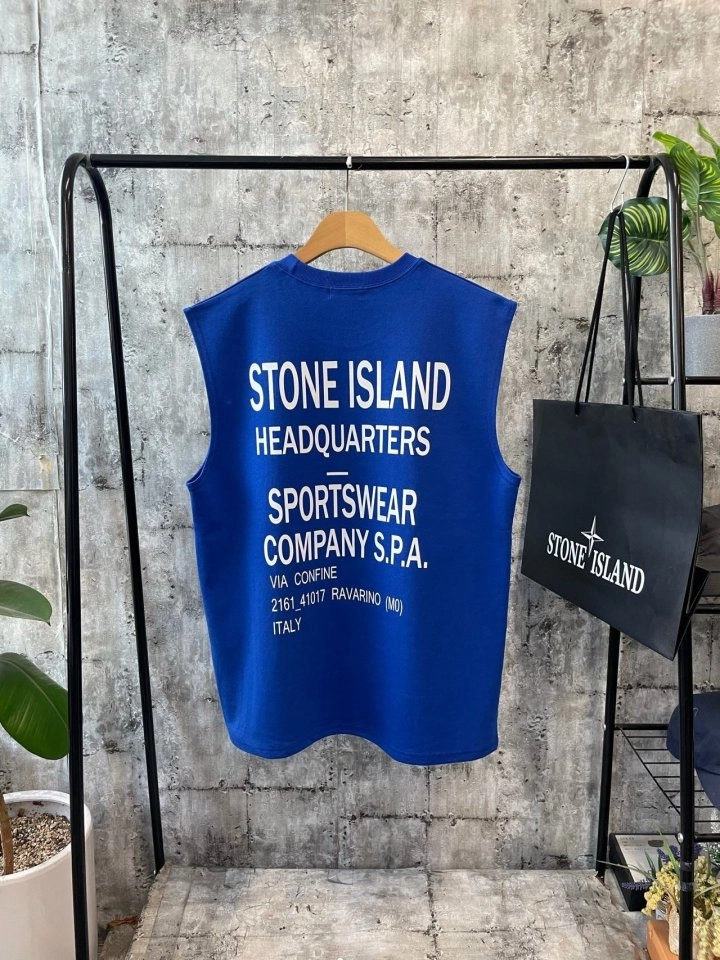 STONE ISLAND
HEADQUARTERS
—
SPORTSWEAR
COMPANY S.P.A.
VIA CONFINE
2161_41017 RAVARINO (MO)
ITALY
STONE ISLAND